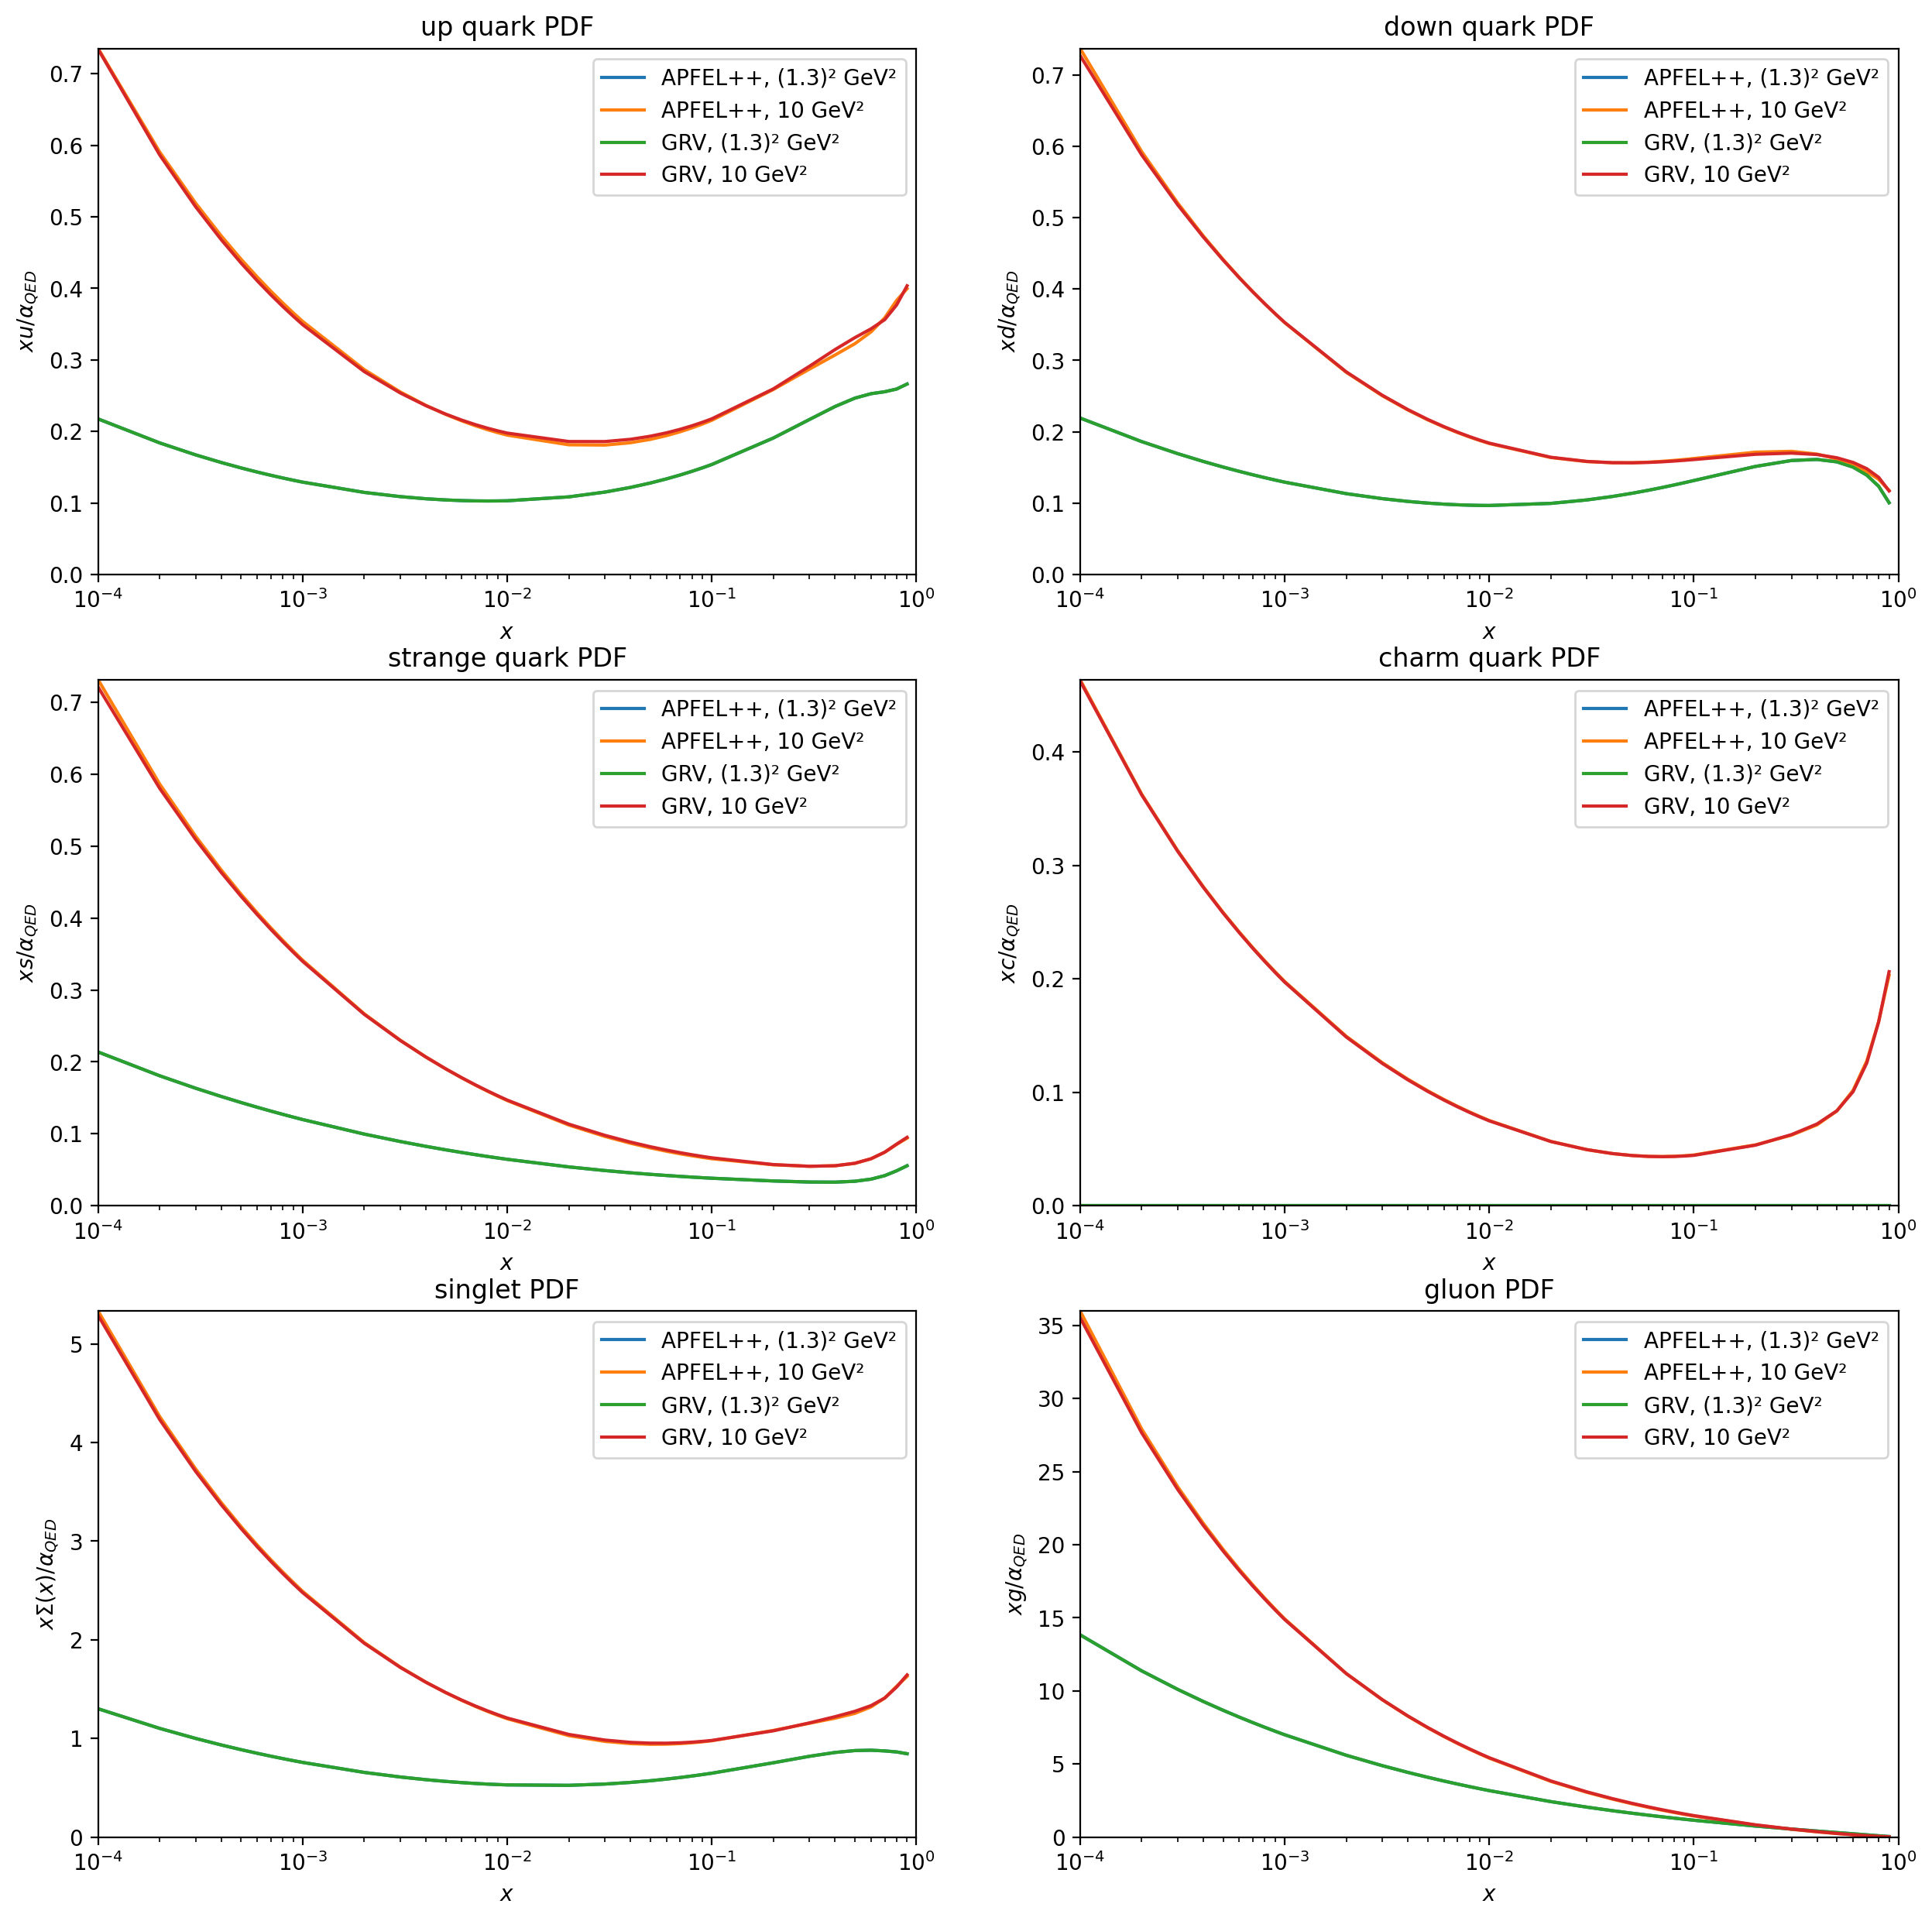 up quark PDF
0.7
0.6
0.5
0.4
0.3
0.2
0.1
0.0
xu/α_QED
APFEL++, (1.3)² GeV²
APFEL++, 10 GeV²
GRV, (1.3)² GeV²
GRV, 10 GeV²
10⁻⁴ 10⁻³ 10⁻² 10⁻¹ 10⁰
x
down quark PDF
0.7
0.6
0.5
0.4
0.3
0.2
0.1
0.0
xd/α_QED
APFEL++, (1.3)² GeV²
APFEL++, 10 GeV²
GRV, (1.3)² GeV²
GRV, 10 GeV²
10⁻⁴ 10⁻³ 10⁻² 10⁻¹ 10⁰
x
strange quark PDF
0.7
0.6
0.5
0.4
0.3
0.2
0.1
0.0
xs/α_QED
APFEL++, (1.3)² GeV²
APFEL++, 10 GeV²
GRV, (1.3)² GeV²
GRV, 10 GeV²
10⁻⁴ 10⁻³ 10⁻² 10⁻¹ 10⁰
x
charm quark PDF
0.4
0.3
0.2
0.1
0.0
xc/α_QED
APFEL++, (1.3)² GeV²
APFEL++, 10 GeV²
GRV, (1.3)² GeV²
GRV, 10 GeV²
10⁻⁴ 10⁻³ 10⁻² 10⁻¹ 10⁰
x
singlet PDF
5
4
3
2
1
0
xΣ(x)/α_QED
APFEL++, (1.3)² GeV²
APFEL++, 10 GeV²
GRV, (1.3)² GeV²
GRV, 10 GeV²
10⁻⁴ 10⁻³ 10⁻² 10⁻¹ 10⁰
x
gluon PDF
35
30
25
20
15
10
5
0
xg/α_QED
APFEL++, (1.3)² GeV²
APFEL++, 10 GeV²
GRV, (1.3)² GeV²
GRV, 10 GeV²
10⁻⁴ 10⁻³ 10⁻² 10⁻¹ 10⁰
x